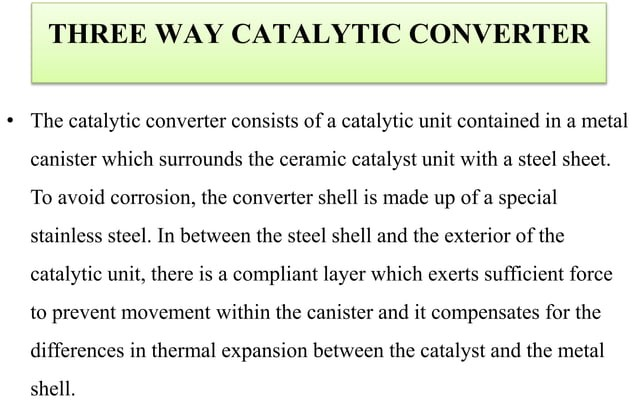 THREE WAY CATALYTIC CONVERTER
• The catalytic converter consists of a catalytic unit contained in a metal
canister which surrounds the ceramic catalyst unit with a steel sheet.
To avoid corrosion, the converter shell is made up of a special
stainless steel. In between the steel shell and the exterior of the
catalytic unit, there is a compliant layer which exerts sufficient force
to prevent movement within the canister and it compensates for the
differences in thermal expansion between the catalyst and the metal
shell.